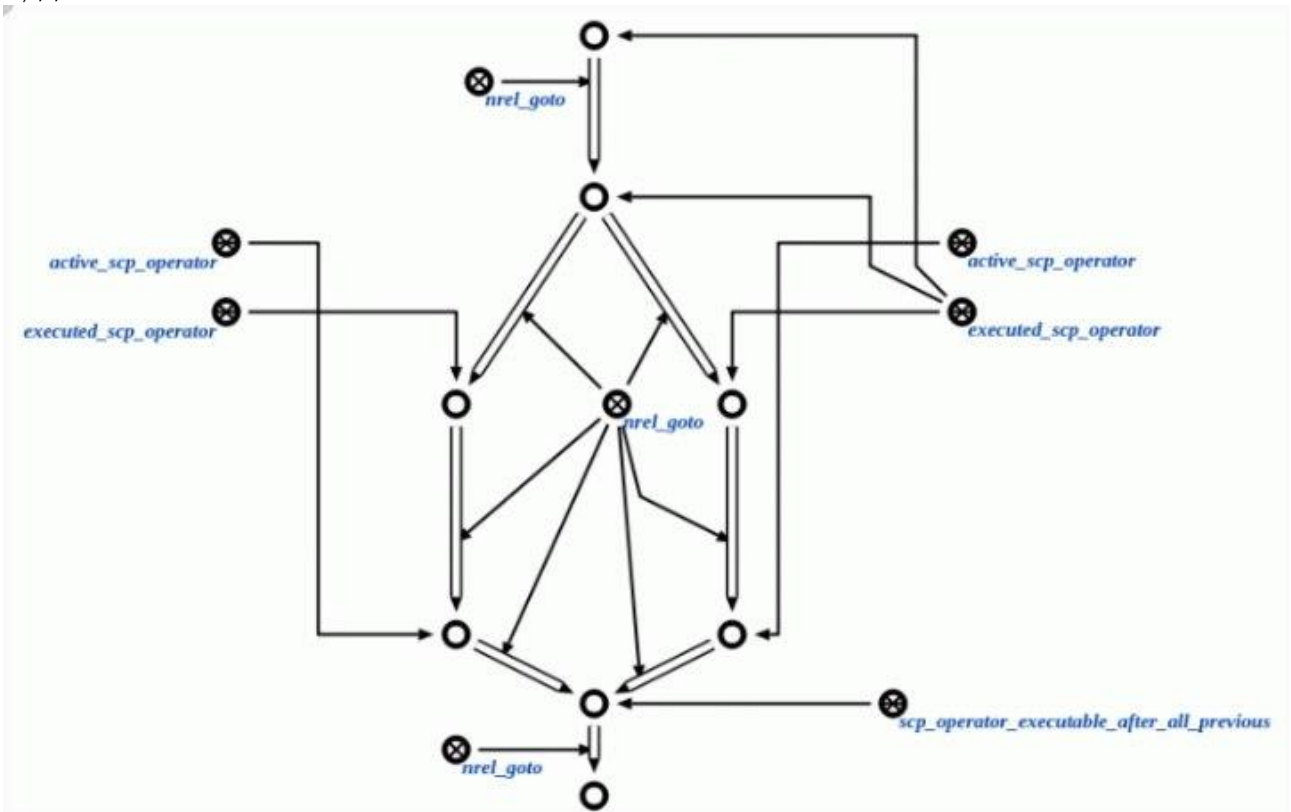 nrel_goto
active_scp_operator
active_scp_operator
executed_scp_operator
executed_scp_operator
nrel_goto
scp_operator_executable_after_all_previous
nrel_goto